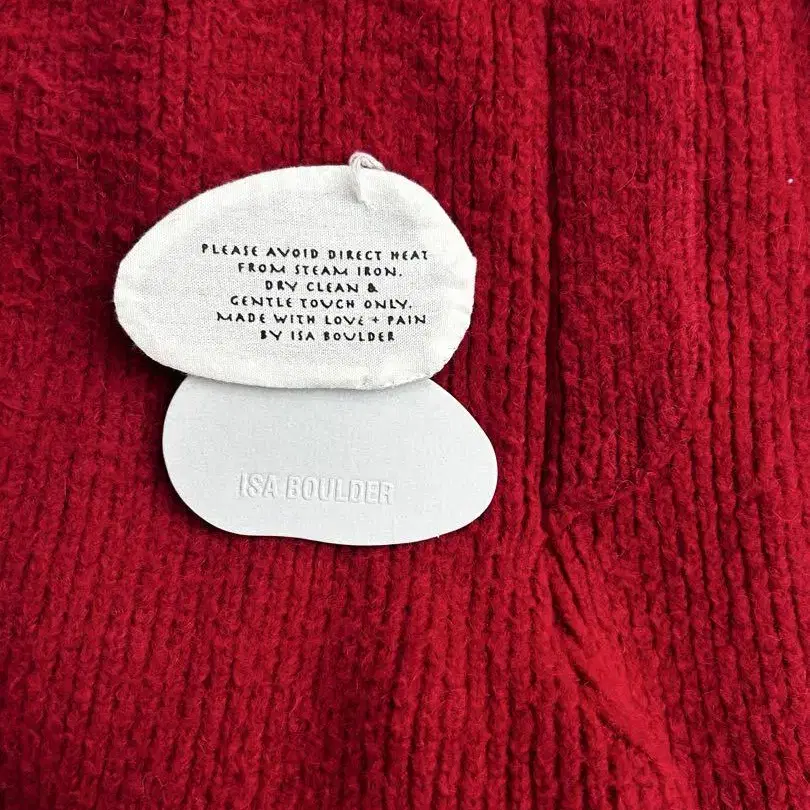 PLEASE AVOID DIRECT HEAT
FROM STEAM IRON.
DRY CLEAN &
GENTLE TOUCH ONLY.
MADE WITH LOVE + PAIN
BY ISA BOULDER
ISA BOULDER